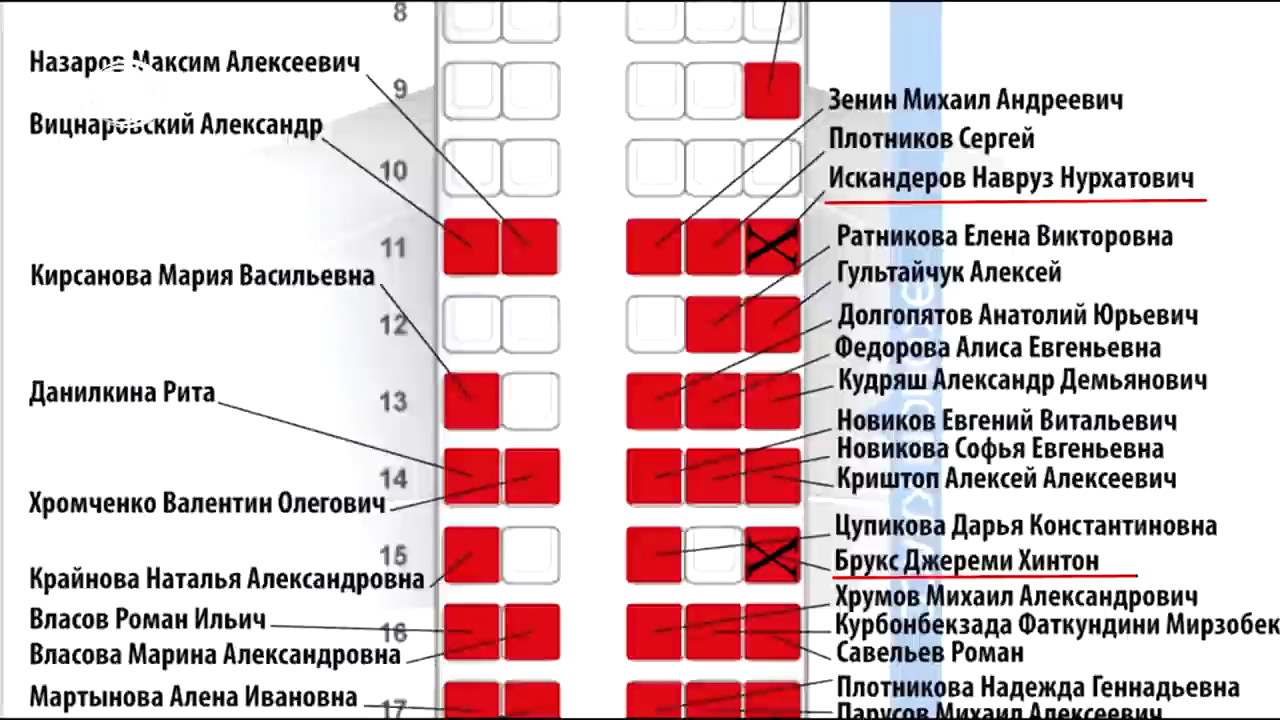 8
Назаров Максим Алексеевич
9
Зенин Михаил Андреевич
Вицнаровский Александр
Плотников Сергей
10
Искандеров Навруз Нурхатович
11
Ратникова Елена Викторовна
Кирсанова Мария Васильевна
Гультайчук Алексей
12
Долгопятов Анатолий Юрьевич
Федорова Алиса Евгеньевна
Данилкина Рита
Кудряш Александр Демьянович
13
Новиков Евгений Витальевич
Новикова Софья Евгеньевна
14
Криштоп Алексей Алексеевич
Хромченко Валентин Олегович
Цупикова Дарья Константиновна
15
Брукс Джереми Хинтон
Крайнова Наталья Александровна
Хрумов Михаил Александрович
Власов Роман Ильич
Курбонбекзада Фаткундини Мирзобек
16
Власова Марина Александровна
Савельев Роман
Мартынова Алена Ивановна
Плотникова Надежда Геннадьевна
17
Парусов Михаил Алексеевич